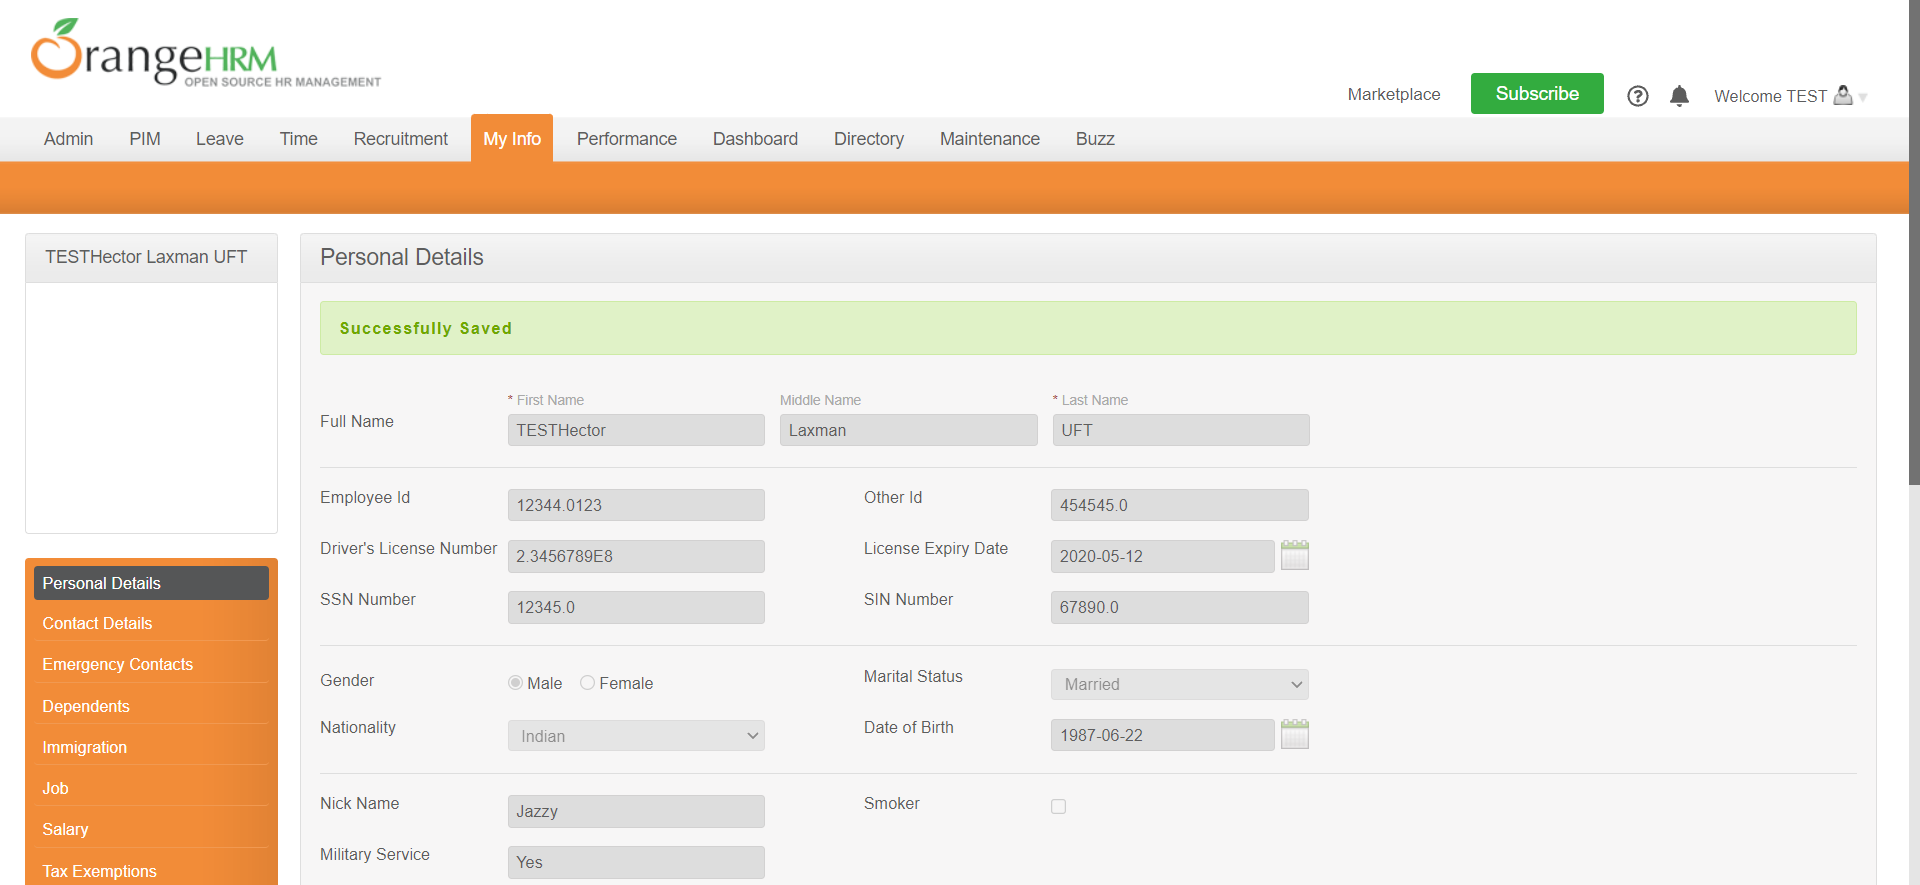 OrangeHRM
OPEN SOURCE HR MANAGEMENT
Marketplace Subscribe Welcome TEST
Admin PIM Leave Time Recruitment My Info Performance Dashboard Directory Maintenance Buzz
TESTHector Laxman UFT
Personal Details
Contact Details
Emergency Contacts
Dependents
Immigration
Job
Salary
Tax Exemptions
Personal Details
Successfully Saved
* First Name Middle Name * Last Name
Full Name TESTHector Laxman UFT
Employee Id 12344.0123 Other Id 454545.0
Driver's License Number 2.3456789E8 License Expiry Date 2020-05-12
SSN Number 12345.0 SIN Number 67890.0
Gender Male Female Marital Status Married
Nationality Indian Date of Birth 1987-06-22
Nick Name Jazzy Smoker
Military Service Yes